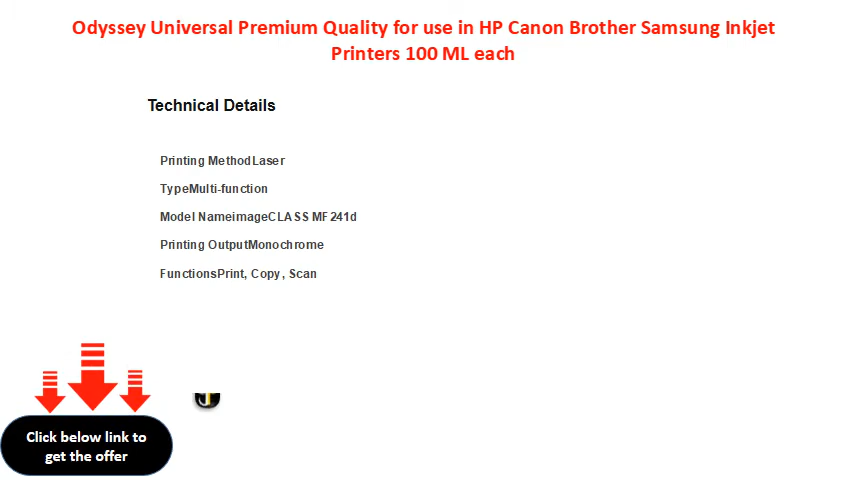 Odyssey Universal Premium Quality for use in HP Canon Brother Samsung Inkjet
Printers 100 ML each
Technical Details
Printing MethodLaser
TypeMulti-function
Model NameimageCLASS MF241d
Printing OutputMonochrome
FunctionsPrint, Copy, Scan
Click below link to
get the offer